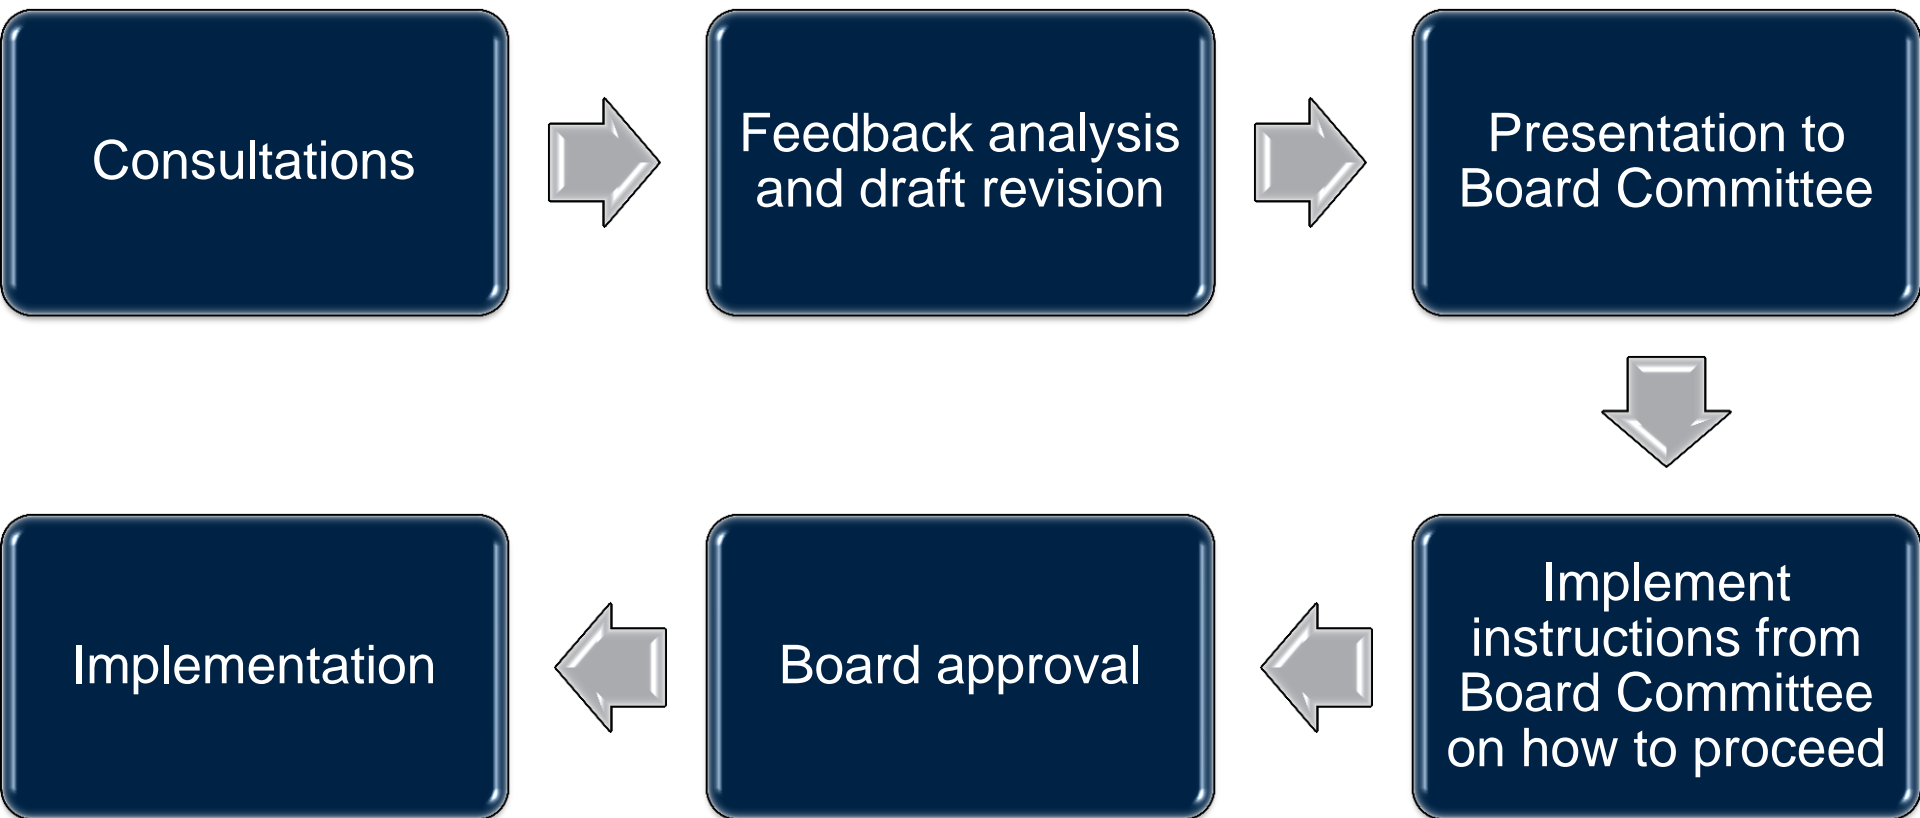 Consultations
Feedback analysis
and draft revision
Presentation to
Board Committee
Implement
instructions from
Board Committee
on how to proceed
Board approval
Implementation